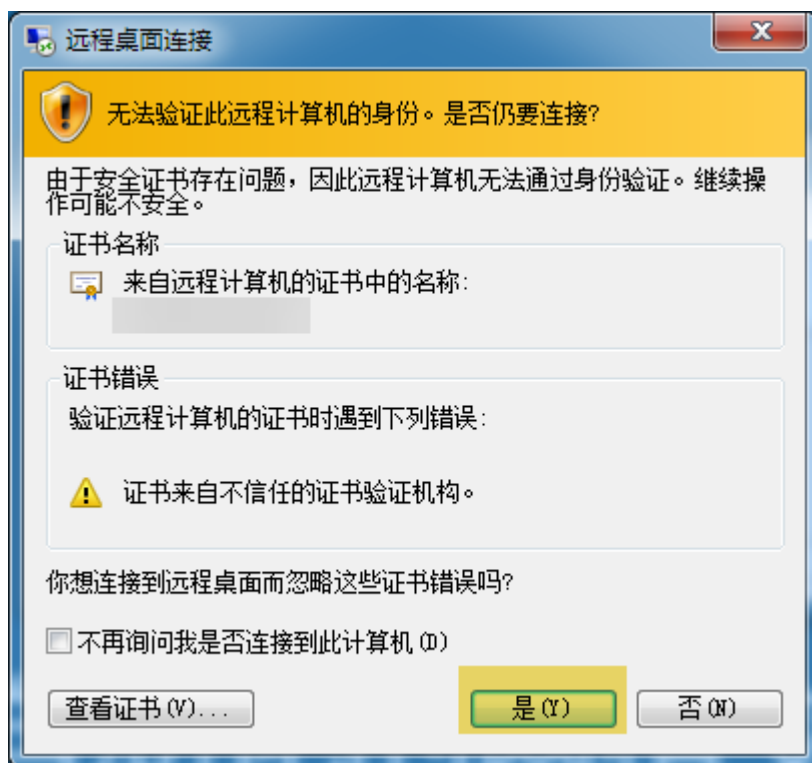 远程桌面连接
无法验证此远程计算机的身份。是否仍要连接?
由于安全证书存在问题，因此远程计算机无法通过身份验证。继续操
作可能不安全。
证书名称
来自远程计算机的证书中的名称:
证书错误
验证远程计算机的证书时遇到下列错误:
证书来自不信任的证书验证机构。
你想连接到远程桌面而忽略这些证书错误吗?
不再询问我是否连接到此计算机(D)
查看证书(V)...
是(Y)
否(N)